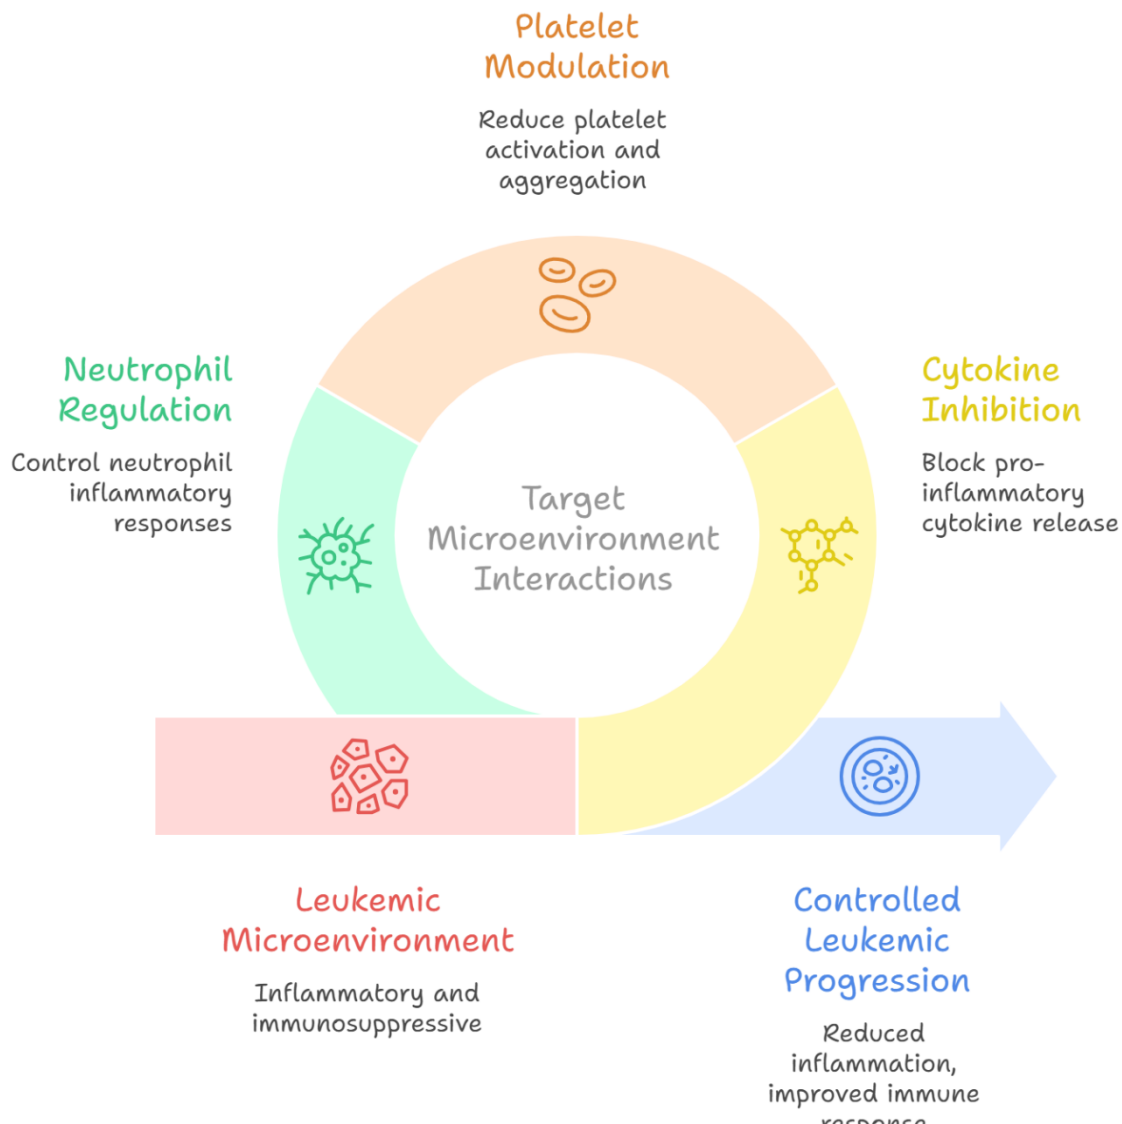 Platelet
Modulation
Reduce platelet
activation and
aggregation
Neutrophil
Regulation
Control neutrophil
inflammatory
responses
Cytokine
Inhibition
Block pro-
inflammatory
cytokine release
Target
Microenvironment
Interactions
Leukemic
Microenvironment
Inflammatory and
immunosuppressive
Controlled
Leukemic
Progression
Reduced
inflammation,
improved immune
response